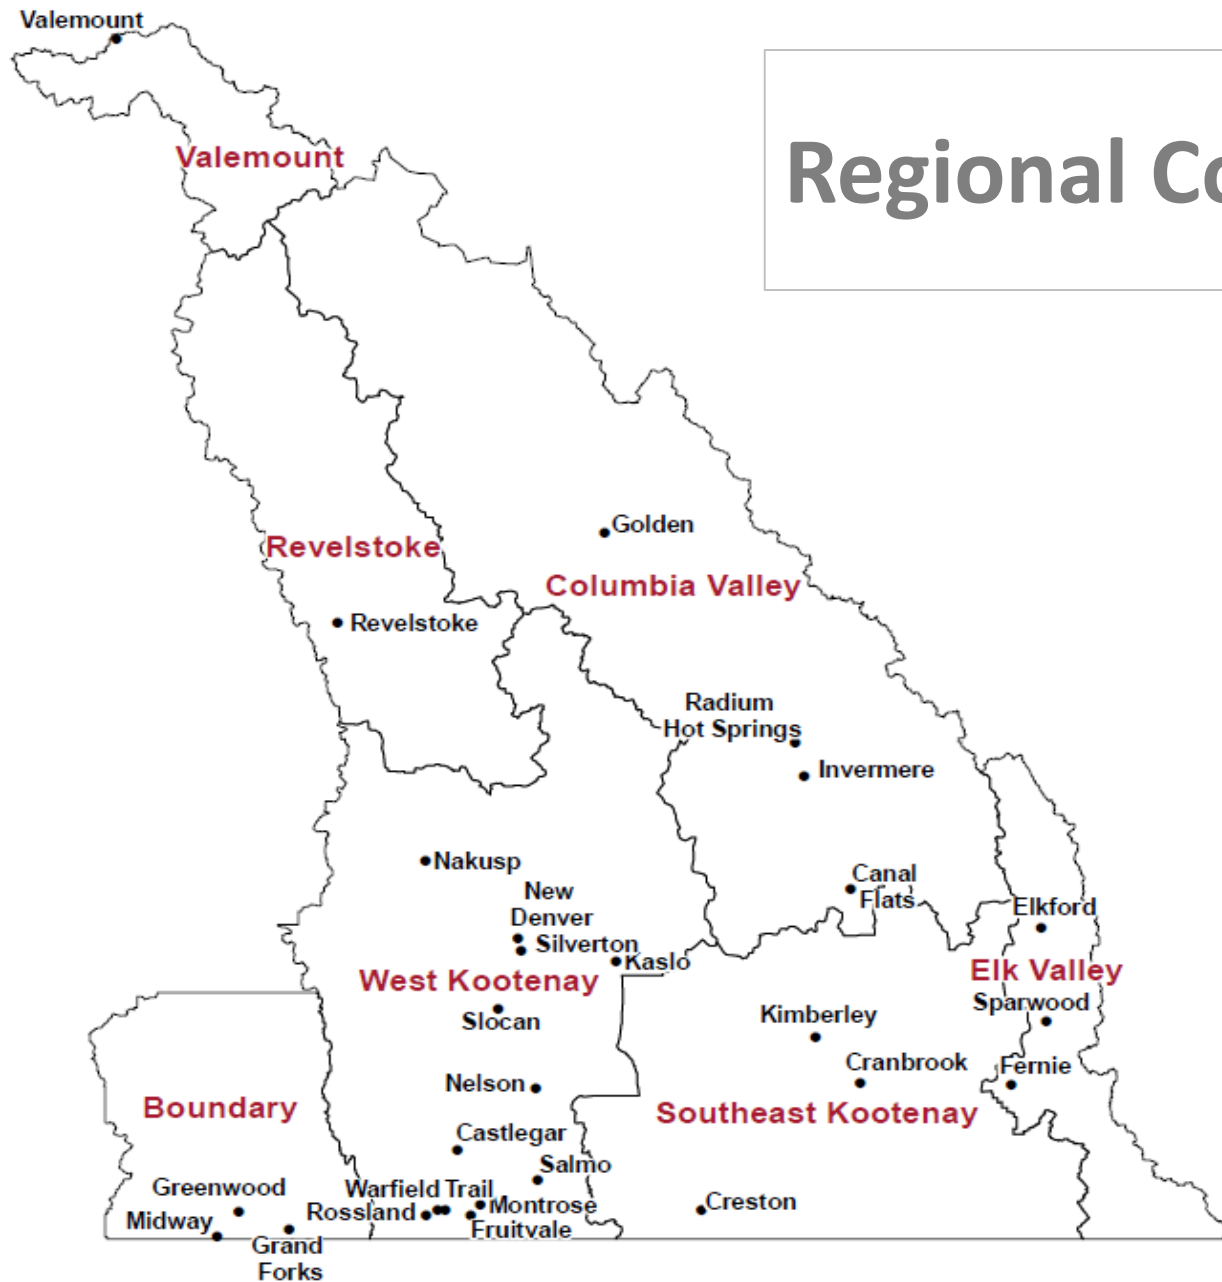 Valemount
Regional Co
Valemount
Golden
Revelstoke
Columbia Valley
Revelstoke
Radium
Hot Springs
Invermere
Nakusp
Canal
Flats
New
Denver
Elkford
Silverton
Kaslo
Elk Valley
West Kootenay
Sparwood
Slocan
Kimberley
Cranbrook
Fernie
Nelson
Boundary
Southeast Kootenay
Castlegar
Salmo
Greenwood
Warfield Trail
Montrose
Creston
Midway
Rossland
Fruitvale
Grand
Forks